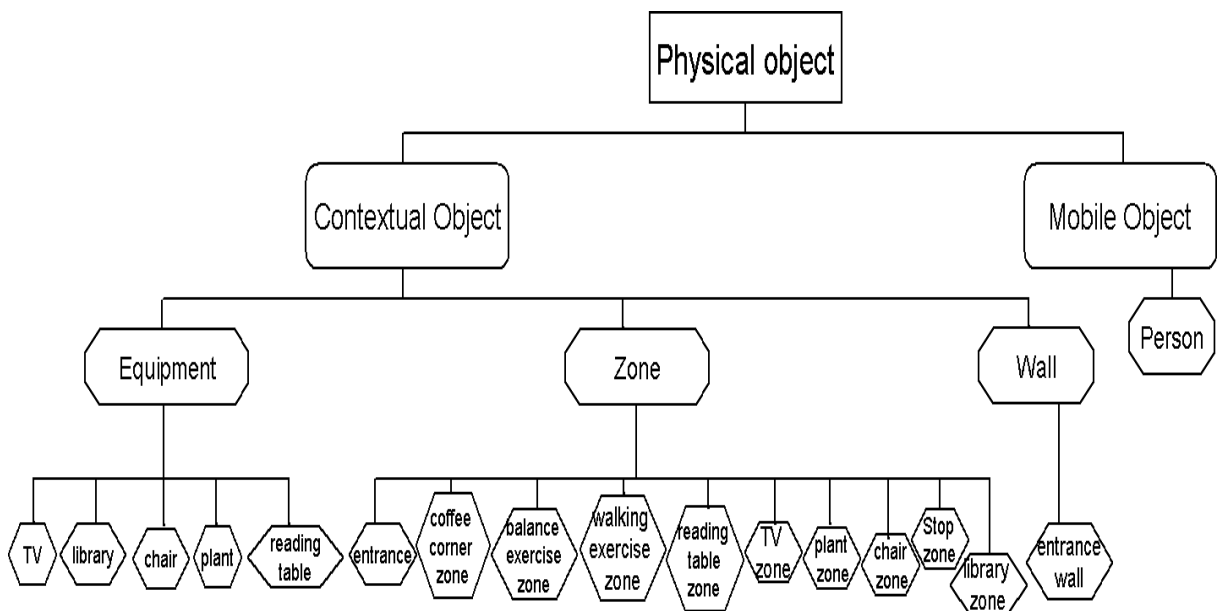 Physical object
Contextual Object
Mobile Object
Equipment
Zone
Wall
Person
TV
library
chair
plant
reading
table
entrance
coffee
corner
zone
balance
exercise
zone
walking
exercise
zone
reading
table
zone
TV
zone
plant
zone
chair
zone
Stop
zone
library
zone
entrance
wall